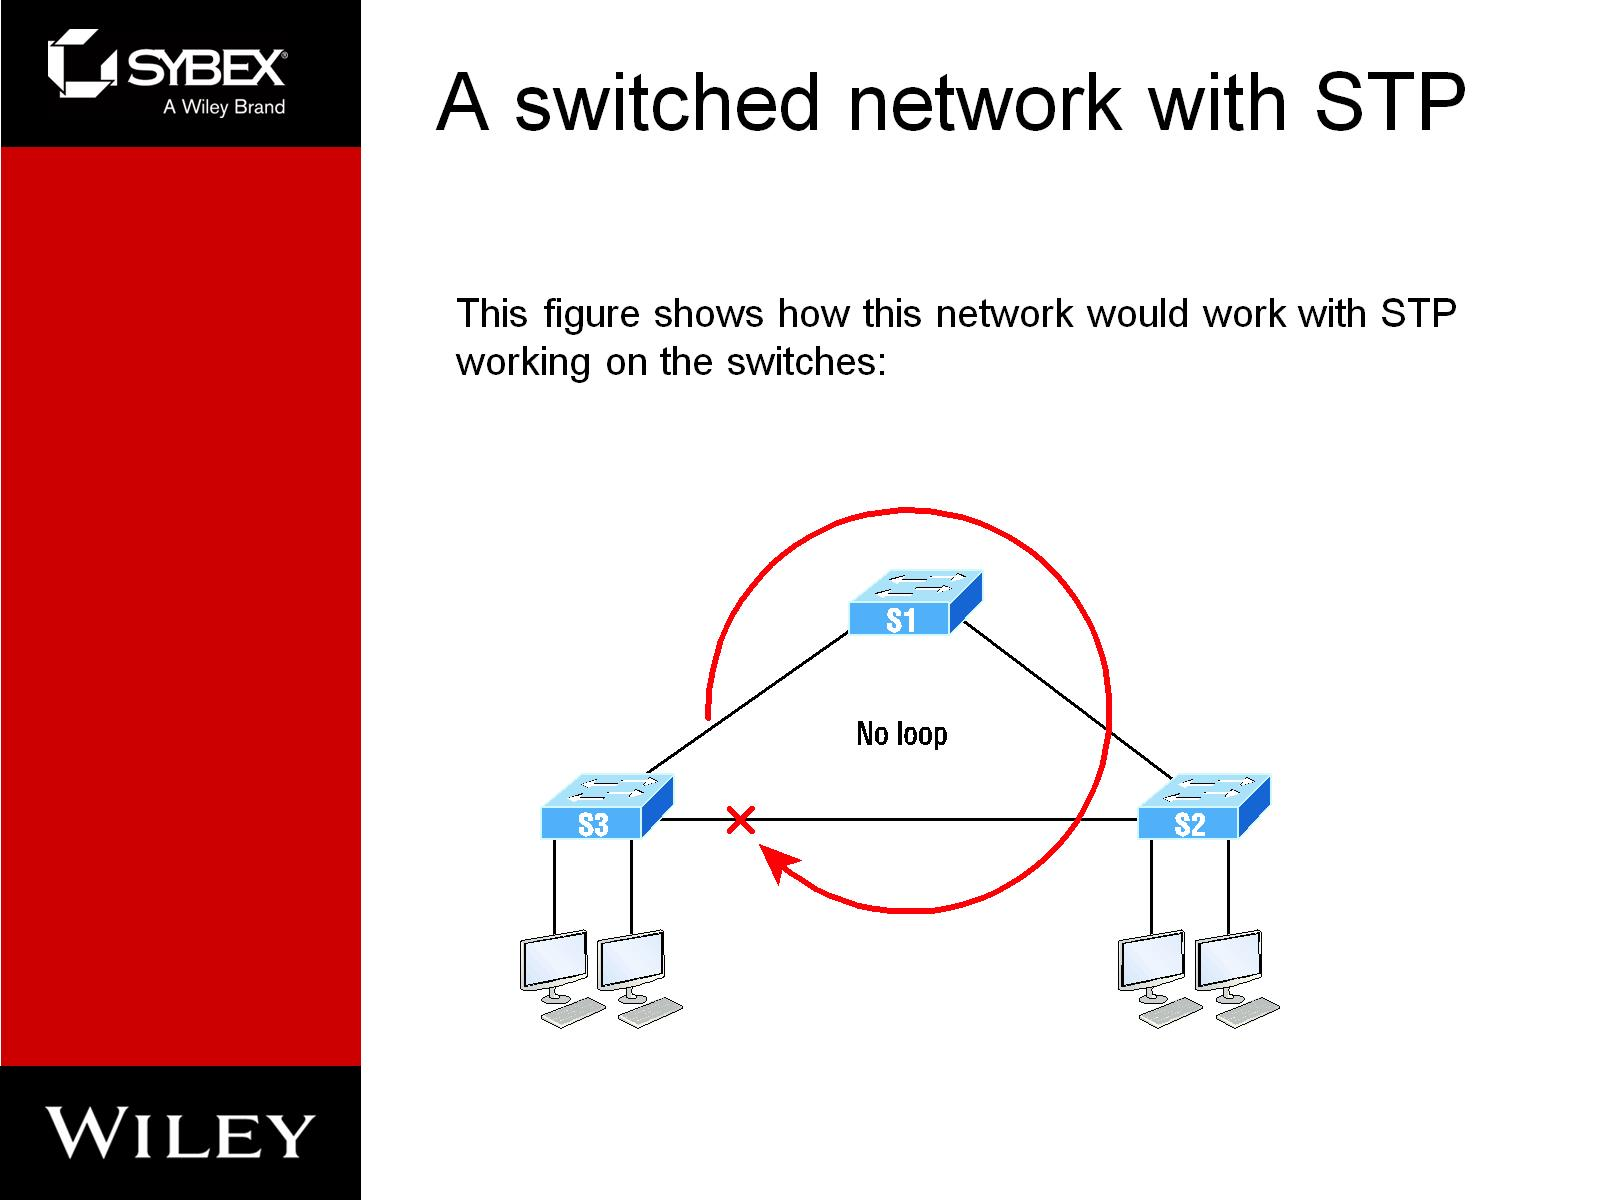 SYBEX®
A Wiley Brand
A switched network with STP
This figure shows how this network would work with STP
working on the switches:
S1
No loop
S3
S2
WILEY